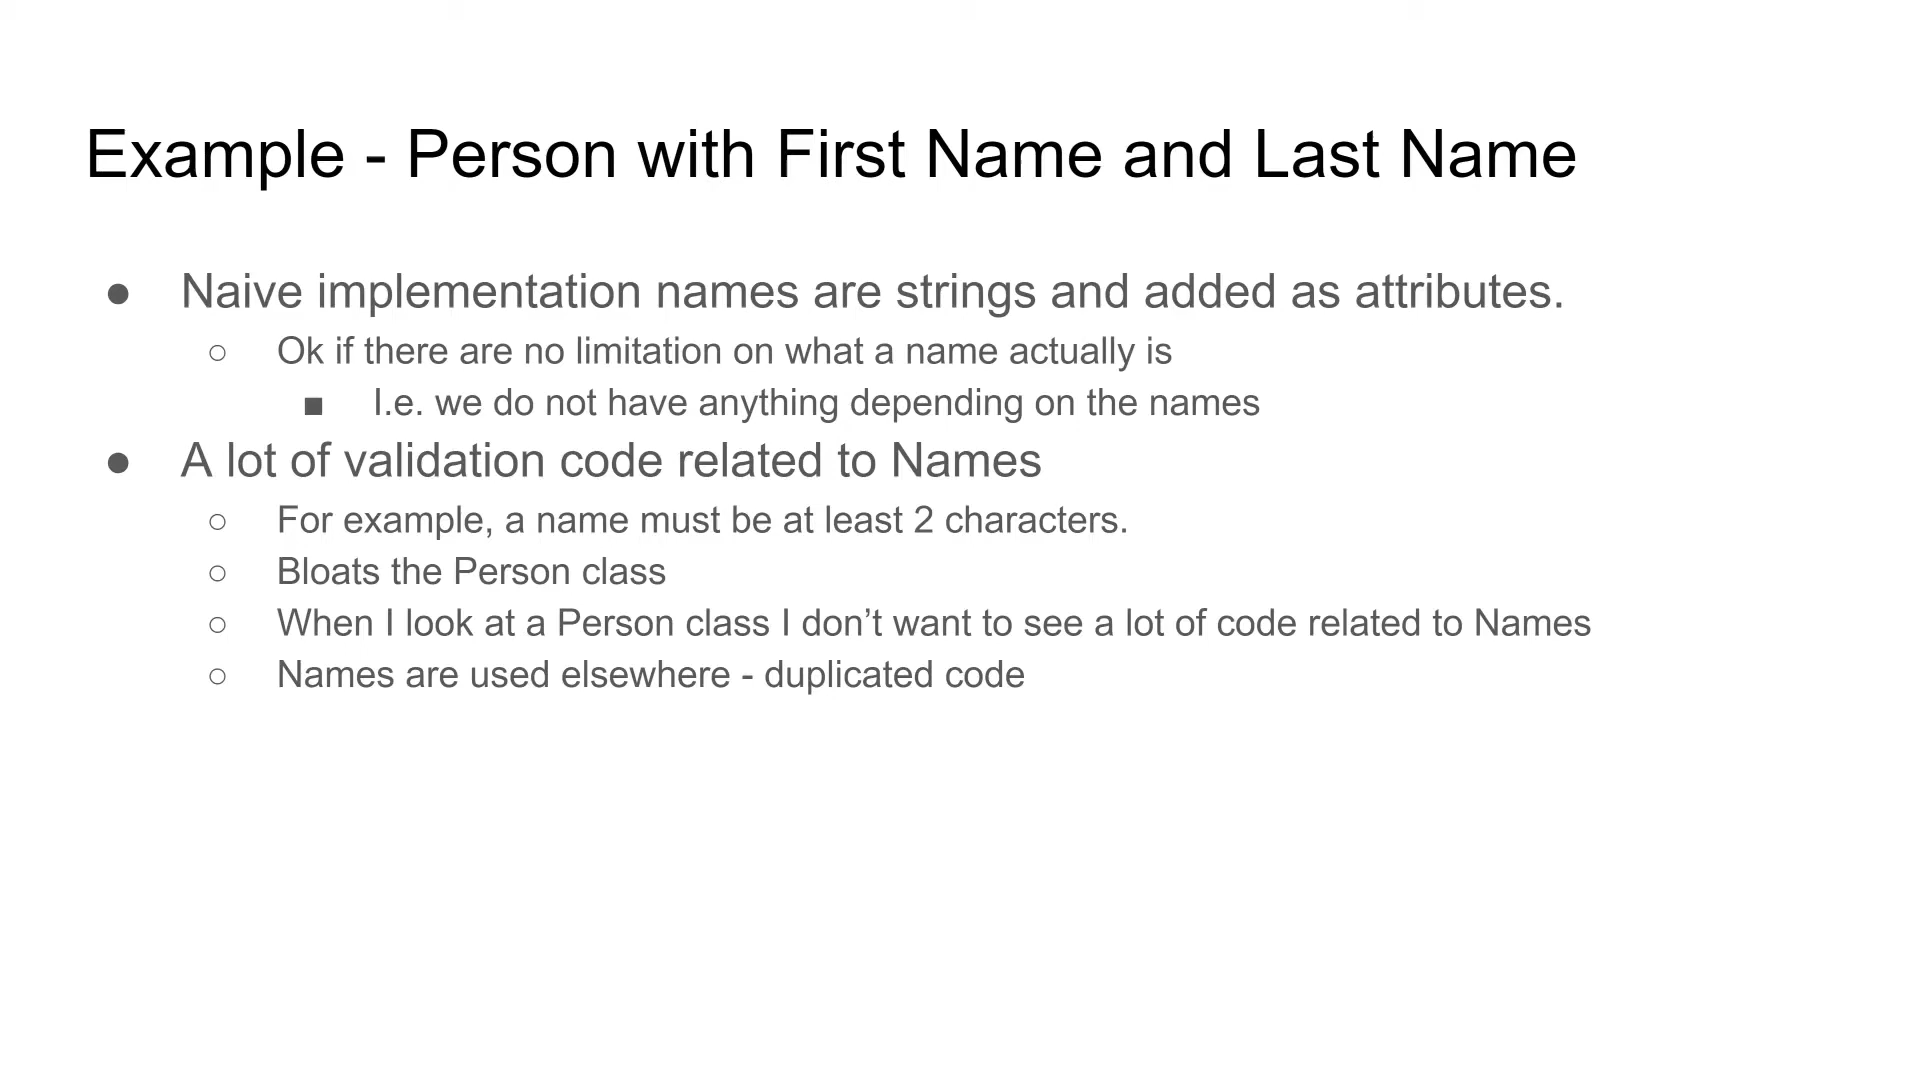 Example - Person with First Name and Last Name
● Naive implementation names are strings and added as attributes.
○ Ok if there are no limitation on what a name actually is
■ I.e. we do not have anything depending on the names
● A lot of validation code related to Names
○ For example, a name must be at least 2 characters.
○ Bloats the Person class
○ When I look at a Person class I don’t want to see a lot of code related to Names
○ Names are used elsewhere - duplicated code